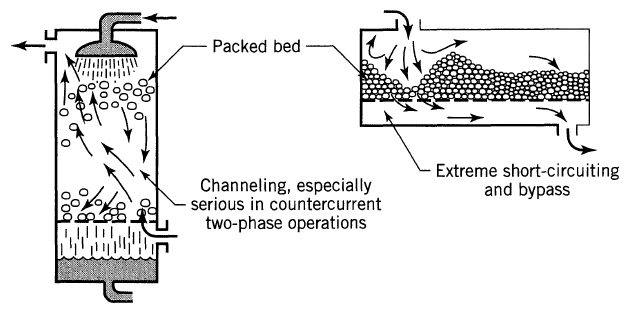 Packed bed
Channeling, especially
serious in countercurrent
two-phase operations
Extreme short-circuiting
and bypass